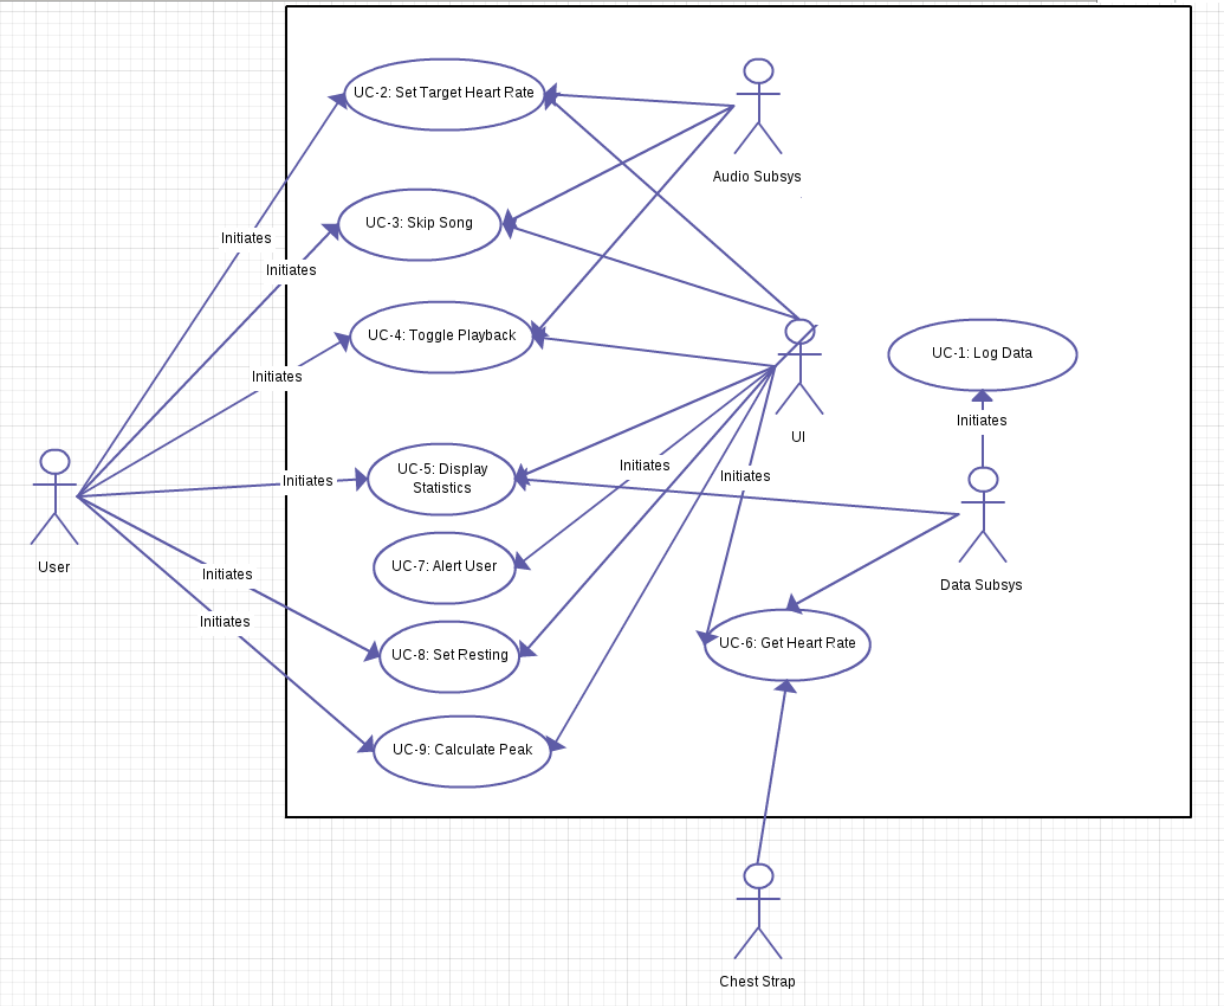 UC-2: Set Target Heart Rate
Audio Subsys
UC-3: Skip Song
Initiates
Initiates
UC-4: Toggle Playback
UC-1: Log Data
Initiates
Initiates
UI
UC-5: Display
Statistics
Initiates
Initiates
Initiates
User
UC-7: Alert User
Initiates
Data Subsys
Initiates
UC-8: Set Resting
UC-6: Get Heart Rate
UC-9: Calculate Peak
Chest Strap